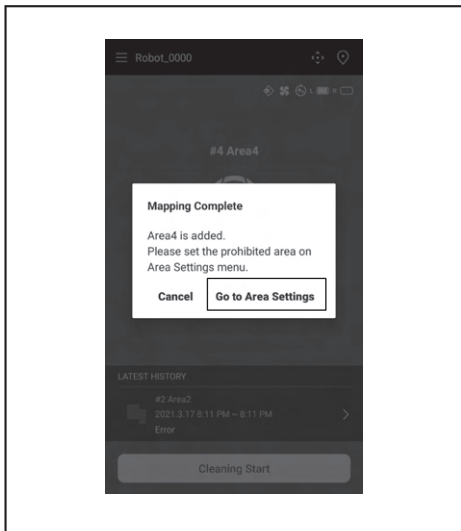 Robot_0000
L R
#4 Area4
Mapping Complete
Area4 is added.
Please set the prohibited area on
Area Settings menu.
Cancel Go to Area Settings
LATEST HISTORY
#2 Area2
2021.3.17 8:11 PM ~ 8:11 PM
Error
Cleaning Start